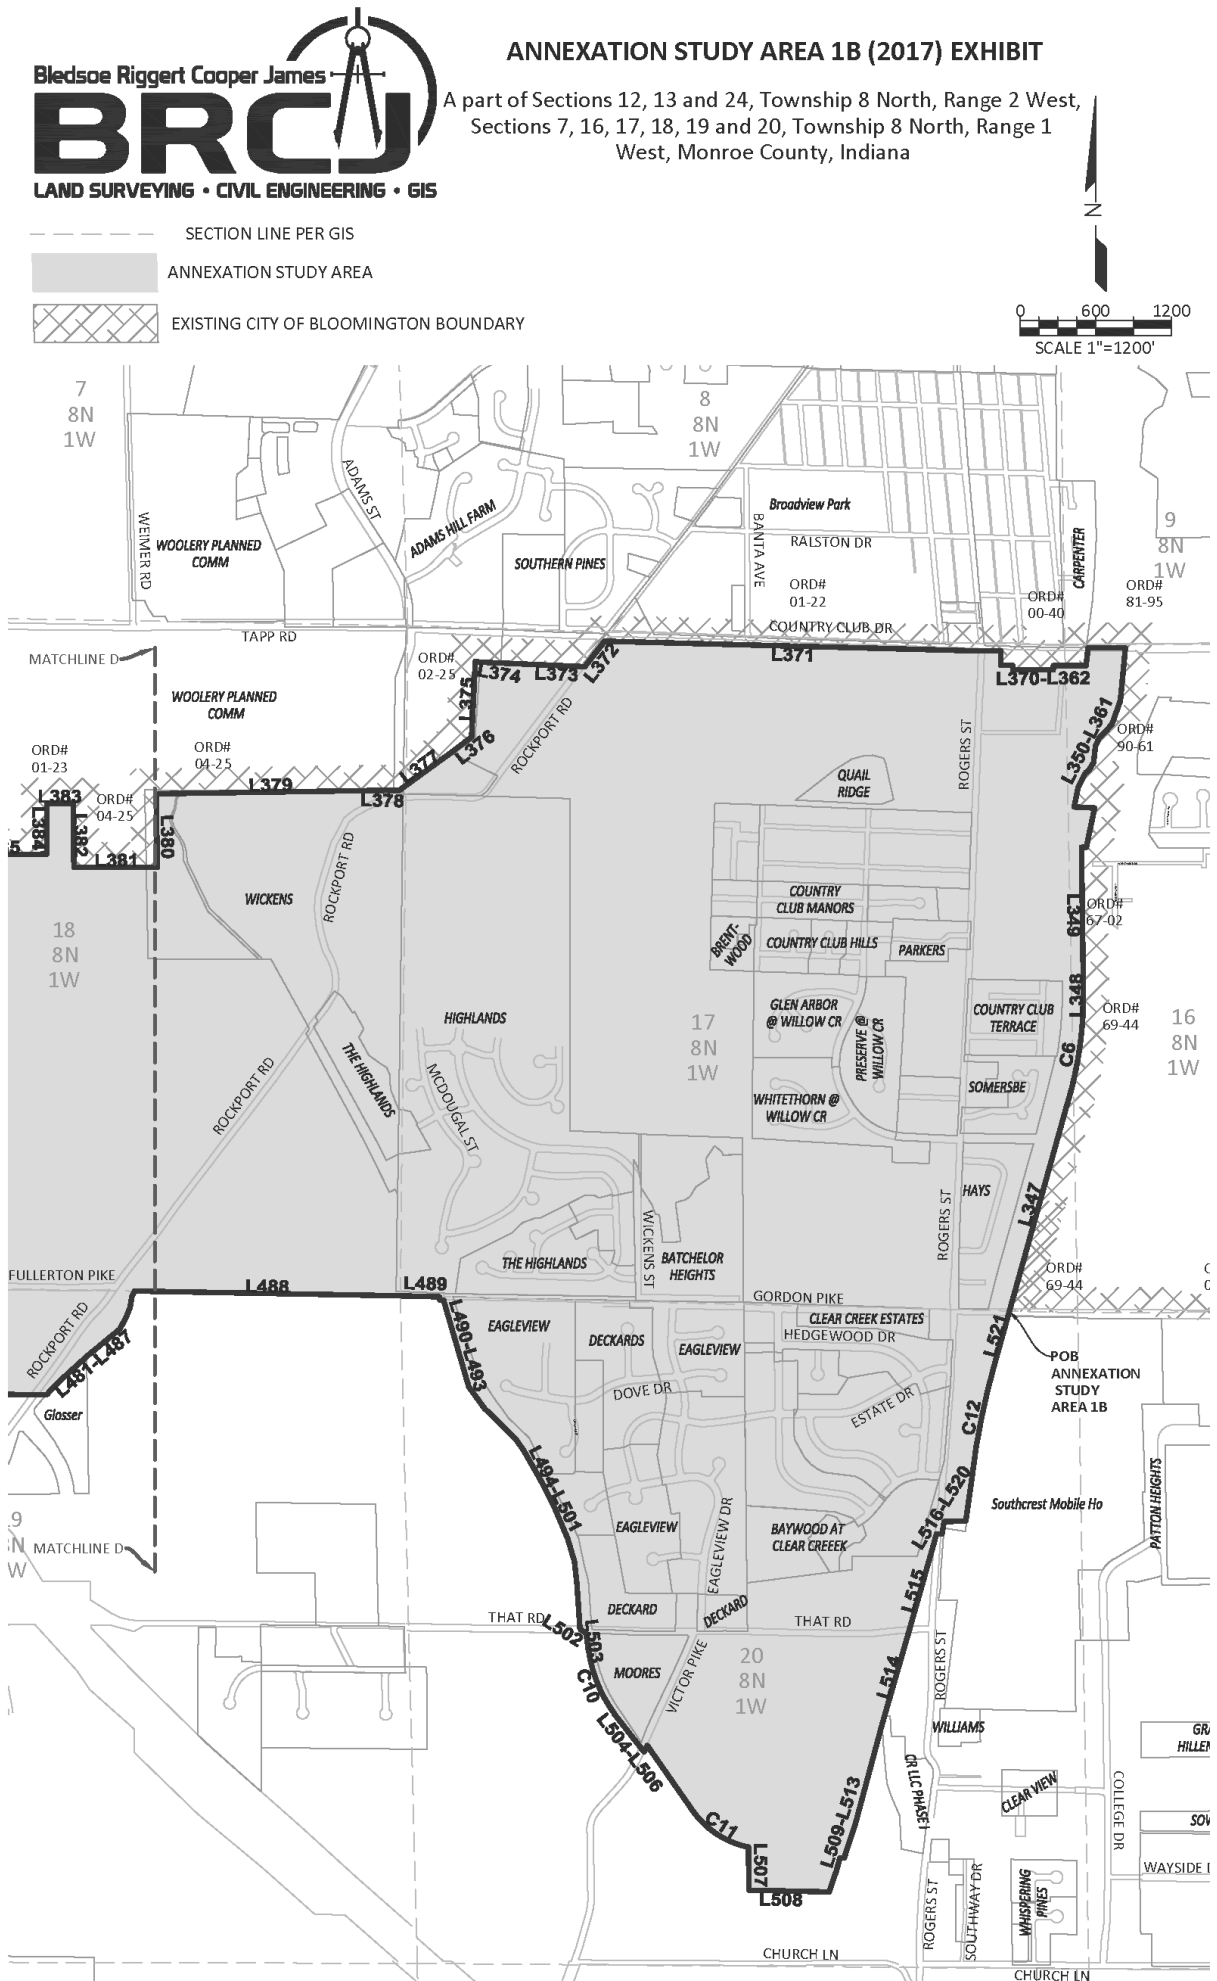 ANNEXATION STUDY AREA 1B (2017) EXHIBIT
Bledsoe Riggert Cooper James
BRCJ
LAND SURVEYING • CIVIL ENGINEERING • GIS
A part of Sections 12, 13 and 24, Township 8 North, Range 2 West,
Sections 7, 16, 17, 18, 19 and 20, Township 8 North, Range 1
West, Monroe County, Indiana
N
SECTION LINE PER GIS
ANNEXATION STUDY AREA
EXISTING CITY OF BLOOMINGTON BOUNDARY
0 600 1200
SCALE 1"=1200'
7
8N
1W
8
8N
1W
9
8N
1W
ADAMS ST
WEIMER RD
WOOLERY PLANNED
COMM
ADAMS HILL FARM
SOUTHERN PINES
Broadview Park
BANTA AVE
RALSTON DR
CARPENTER
ORD#
01-22
ORD#
00-40
ORD#
81-95
COUNTRY CLUB DR
TAPP RD
MATCHLINE D
ORD#
02-25
L375
L374
L373
L372
L371
L370-L362
WOOLERY PLANNED
COMM
ORD#
01-23
ORD#
04-25
L377
L376
ROCKPORT RD
ROGERS ST
L350-L361
ORD#
90-61
QUAIL
RIDGE
L383
ORD#
04-25
L379
L378
5
L384
L382
L381
L380
WICKENS
ROCKPORT RD
COUNTRY
CLUB MANORS
BRENT-
WOOD
COUNTRY CLUB HILLS
PARKERS
L349
ORD#
67-02
18
8N
1W
HIGHLANDS
17
8N
1W
GLEN ARBOR
@ WILLOW CR
PRESERVE @
WILLOW CR
COUNTRY CLUB
TERRACE
L348
ORD#
69-44
16
8N
1W
C6
ROCKPORT RD
THE HIGHLANDS
MCDOUGAL ST
WHITETHORN @
WILLOW CR
SOMERSBE
HAYS
L347
ROGERS ST
WICKENS ST
THE HIGHLANDS
BATCHELOR
HEIGHTS
FULLERTON PIKE
L488
L489
GORDON PIKE
ORD#
69-44
C
0
ROCKPORT RD
L481-L487
L490-L493
EAGLEVIEW
DECKARDS
EAGLEVIEW
CLEAR CREEK ESTATES
HEDGEWOOD DR
L521
POB
ANNEXATION
STUDY
AREA 1B
Glosser
DOVE DR
ESTATE DR
C12
L494-L501
L516-L520
Southcrest Mobile Ho
PATTON HEIGHTS
19
N
W
MATCHLINE D
EAGLEVIEW
EAGLEVIEW DR
BAYWOOD AT
CLEAR CREEEK
L515
DECKARD
DECKARD
THAT RD
L502
L503
THAT RD
MOORES
VICTOR PIKE
20
8N
1W
C10
L514
ROGERS ST
WILLIAMS
GRA
HILLEN
L504-L506
CR LLC PHASE I
CLEAR VIEW
COLLEGE DR
C11
L509-L513
SOV
L507
L508
ROGERS ST
SOUTHWAY DR
WHISPERING
PINES
WAYSIDE D
CHURCH LN
CHURCH LN